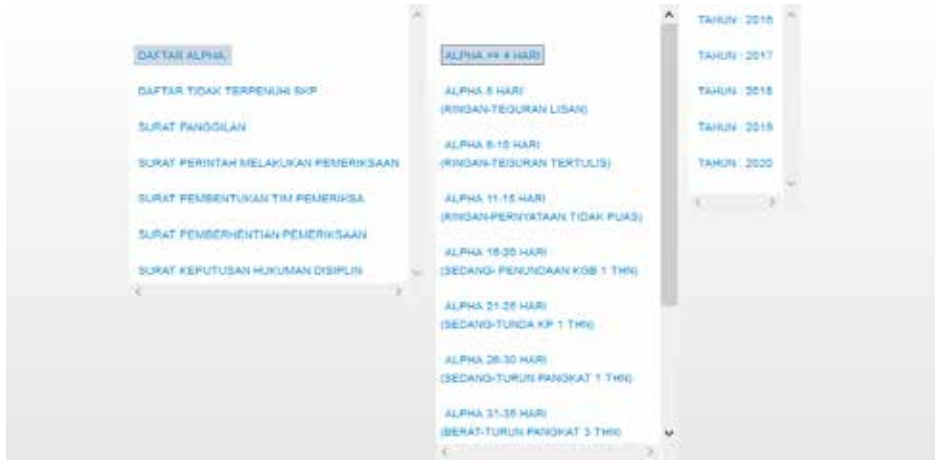 DAFTAR ALPHA
DAFTAR TIDAK TERPENUHI SKP
SURAT PANGGILAN
SURAT PERINTAH MELAKUKAN PEMERIKSAAN
SURAT PEMBENTUKAN TIM PEMERIKSA
SURAT PEMBERHENTIAN PEMERIKSAAN
SURAT KEPUTUSAN HUKUMAN DISIPLIN
ALPHA <= 4 HARI
ALPHA 5 HARI
(RINGAN-TEGURAN LISAN)
ALPHA 6-10 HARI
(RINGAN-TEGURAN TERTULIS)
ALPHA 11-15 HARI
(RINGAN-PERNYATAAN TIDAK PUAS)
ALPHA 16-20 HARI
(SEDANG- PENUNDAAN KGB 1 THN)
ALPHA 21-25 HARI
(SEDANG-TUNDA KP 1 THN)
ALPHA 26-30 HARI
(SEDANG-TURUN PANGKAT 1 THN)
ALPHA 31-35 HARI
(BERAT-TURUN PANGKAT 3 THN)
TAHUN : 2016
TAHUN : 2017
TAHUN : 2018
TAHUN : 2019
TAHUN : 2020